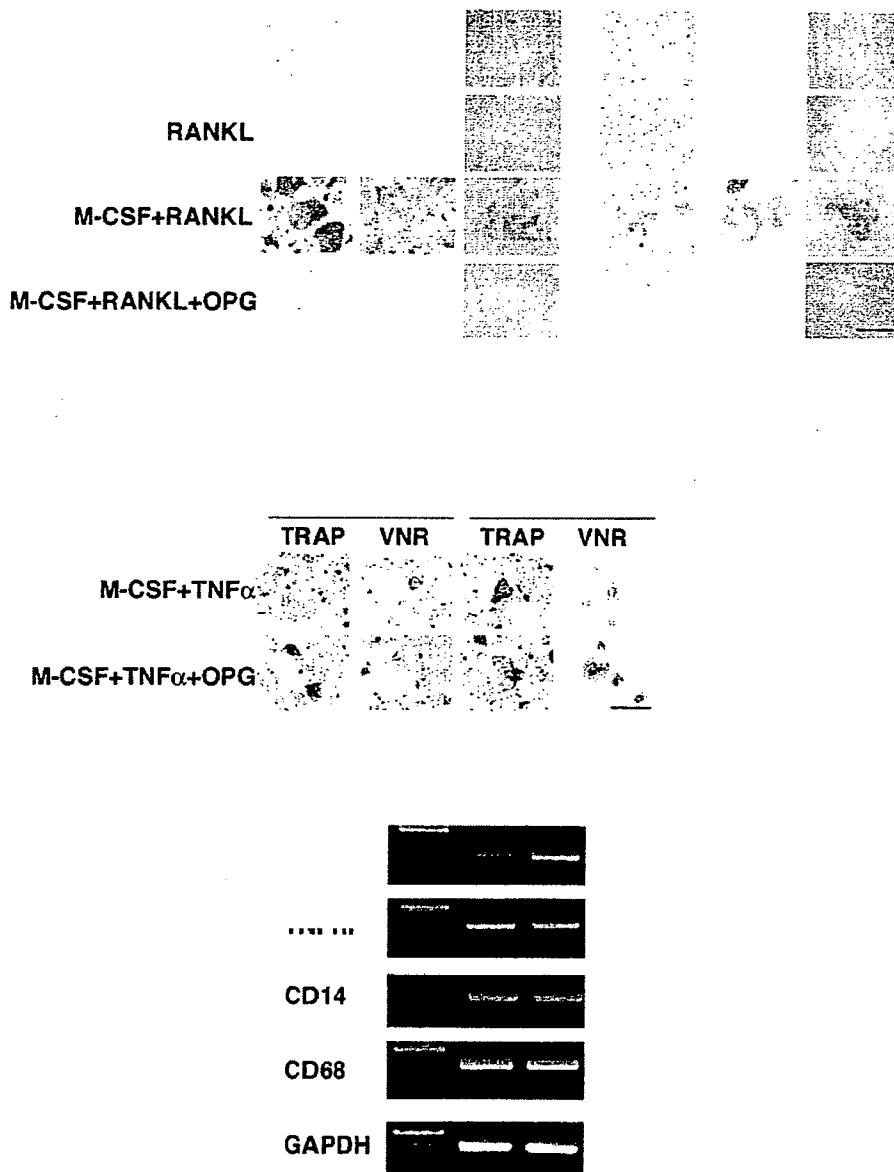 RANKL
M-CSF+RANKL
M-CSF+RANKL+OPG
TRAP VNR TRAP VNR
M-CSF+TNFα
M-CSF+TNFα+OPG
CD14
CD68
GAPDH